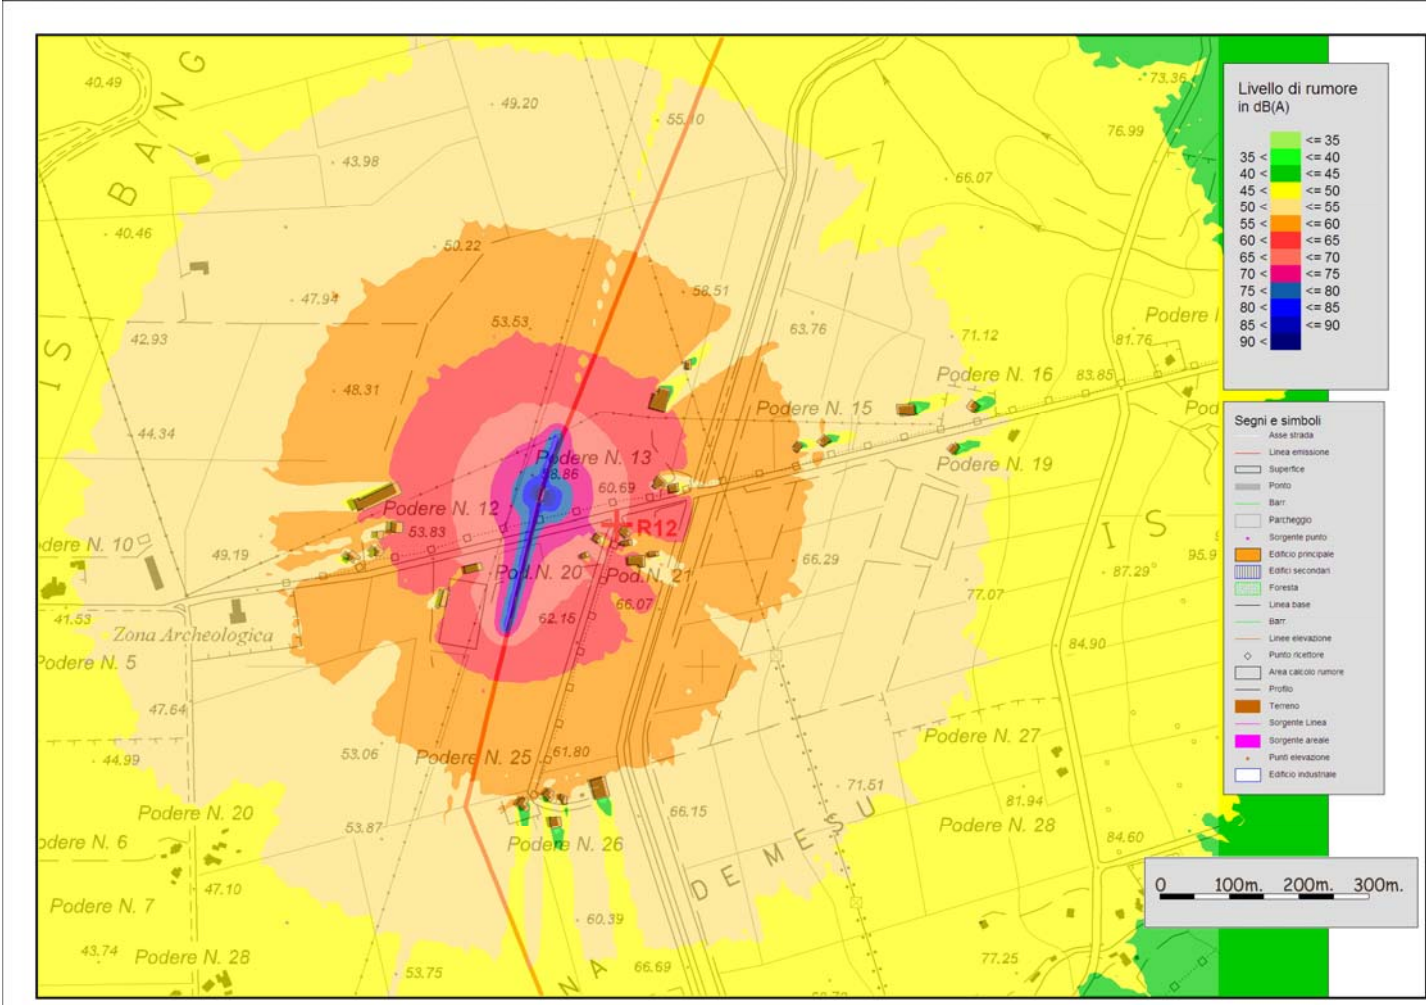 40.49
BANG
49.20
55.10
73.36
76.99
43.98
66.07
40.46
50.22
47.94
58.51
53.53
63.76
71.12
Podere
81.76
42.93
IS
48.31
Podere N. 16
83.85
Podere N. 15
44.34
Podere N. 13
58.86
60.69
Podere N. 19
Podere N. 12
53.83
R12
IS
dere N. 10
49.19
66.29
95.9
87.29
Pod.N. 20
Pod.N. 21
77.07
41.53
66.07
62.15
Zona Archeologica
84.90
Podere N. 5
47.64
53.06
Podere N. 25
61.80
Podere N. 27
44.99
71.51
66.15
81.94
Podere N. 20
53.87
Podere N. 28
84.60
odere N. 6
Podere N. 26
DEMESU
47.10
Podere N. 7
60.39
43.74
Podere N. 28
53.75
66.69
77.25
NA
Livello di rumore
in dB(A)
<= 35
35 < <= 40
40 < <= 45
45 < <= 50
50 < <= 55
55 < <= 60
60 < <= 65
65 < <= 70
70 < <= 75
75 < <= 80
80 < <= 85
85 < <= 90
90 <
Segni e simboli
Asse strada
Linea emissione
Superfice
Ponto
Barr.
Parcheggio
Sorgente punto
Edificio principale
Edifici secondari
Foresta
Linea base
Barr.
Linee elevazione
Punto ricettore
Area calcolo rumore
Profilo
Terreno
Sorgente Linea
Sorgente areale
Punti elevazione
Edificio industriale
0 100m. 200m. 300m.